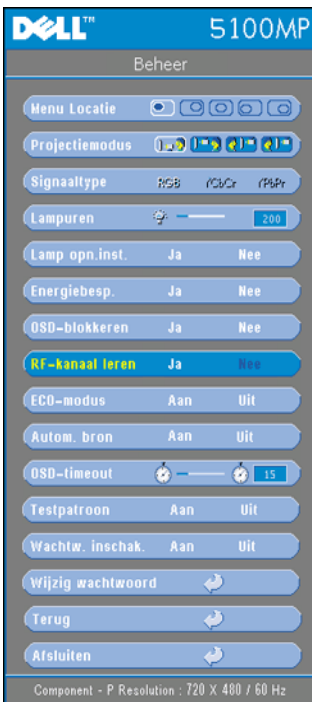 DELL™ 5100MP
Beheer
Menu Locatie
Projectiemodus
Signaaltype RGB YCbCr YPbPr
Lampuren 200
Lamp opn.inst. Ja Nee
Energiebesp. Ja Nee
OSD-blokkeren Ja Nee
RF-kanaal leren Ja Nee
ECO-modus Aan Uit
Autom. bron Aan Uit
OSD-timeout 15
Testpatroon Aan Uit
Wachtw. inschak. Aan Uit
Wijzig wachtwoord
Terug
Afsluiten
Component - P Resolution : 720 X 480 / 60 Hz